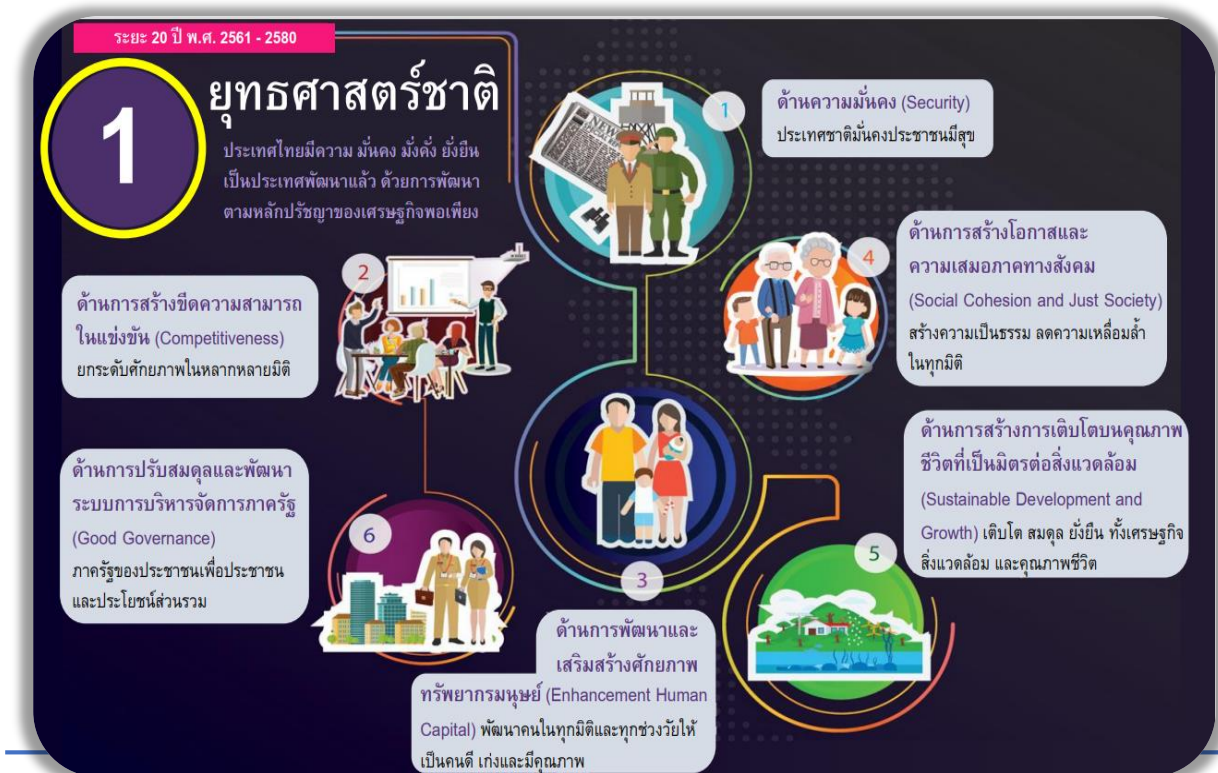 ระยะ 20 ปี พ.ศ. 2561 - 2580
1
ยุทธศาสตร์ชาติ
ประเทศไทยมีความ มั่นคง มั่งคั่ง ยั่งยืน
เป็นประเทศพัฒนาแล้ว ด้วยการพัฒนา
ตามหลักปรัชญาของเศรษฐกิจพอเพียง
1
ด้านความมั่นคง (Security)
ประเทศชาติมั่นคงประชาชนมีสุข
2
ด้านการสร้างขีดความสามารถ
ในแข่งขัน (Competitiveness)
ยกระดับศักยภาพในหลากหลายมิติ
3
ด้านการพัฒนาและ
เสริมสร้างศักยภาพ
ทรัพยากรมนุษย์ (Enhancement Human
Capital) พัฒนาคนในทุกมิติและทุกช่วงวัยให้
เป็นคนดี เก่งและมีคุณภาพ
4
ด้านการสร้างโอกาสและ
ความเสมอภาคทางสังคม
(Social Cohesion and Just Society)
สร้างความเป็นธรรม ลดความเหลื่อมล้ำ
ในทุกมิติ
5
ด้านการสร้างการเติบโตบนคุณภาพ
ชีวิตที่เป็นมิตรต่อสิ่งแวดล้อม
(Sustainable Development and
Growth) เติบโต สมดุล ยั่งยืน ทั้งเศรษฐกิจ
สิ่งแวดล้อม และคุณภาพชีวิต
6
ด้านการปรับสมดุลและพัฒนา
ระบบการบริหารจัดการภาครัฐ
(Good Governance)
ภาครัฐของประชาชนเพื่อประชาชน
และประโยชน์ส่วนรวม